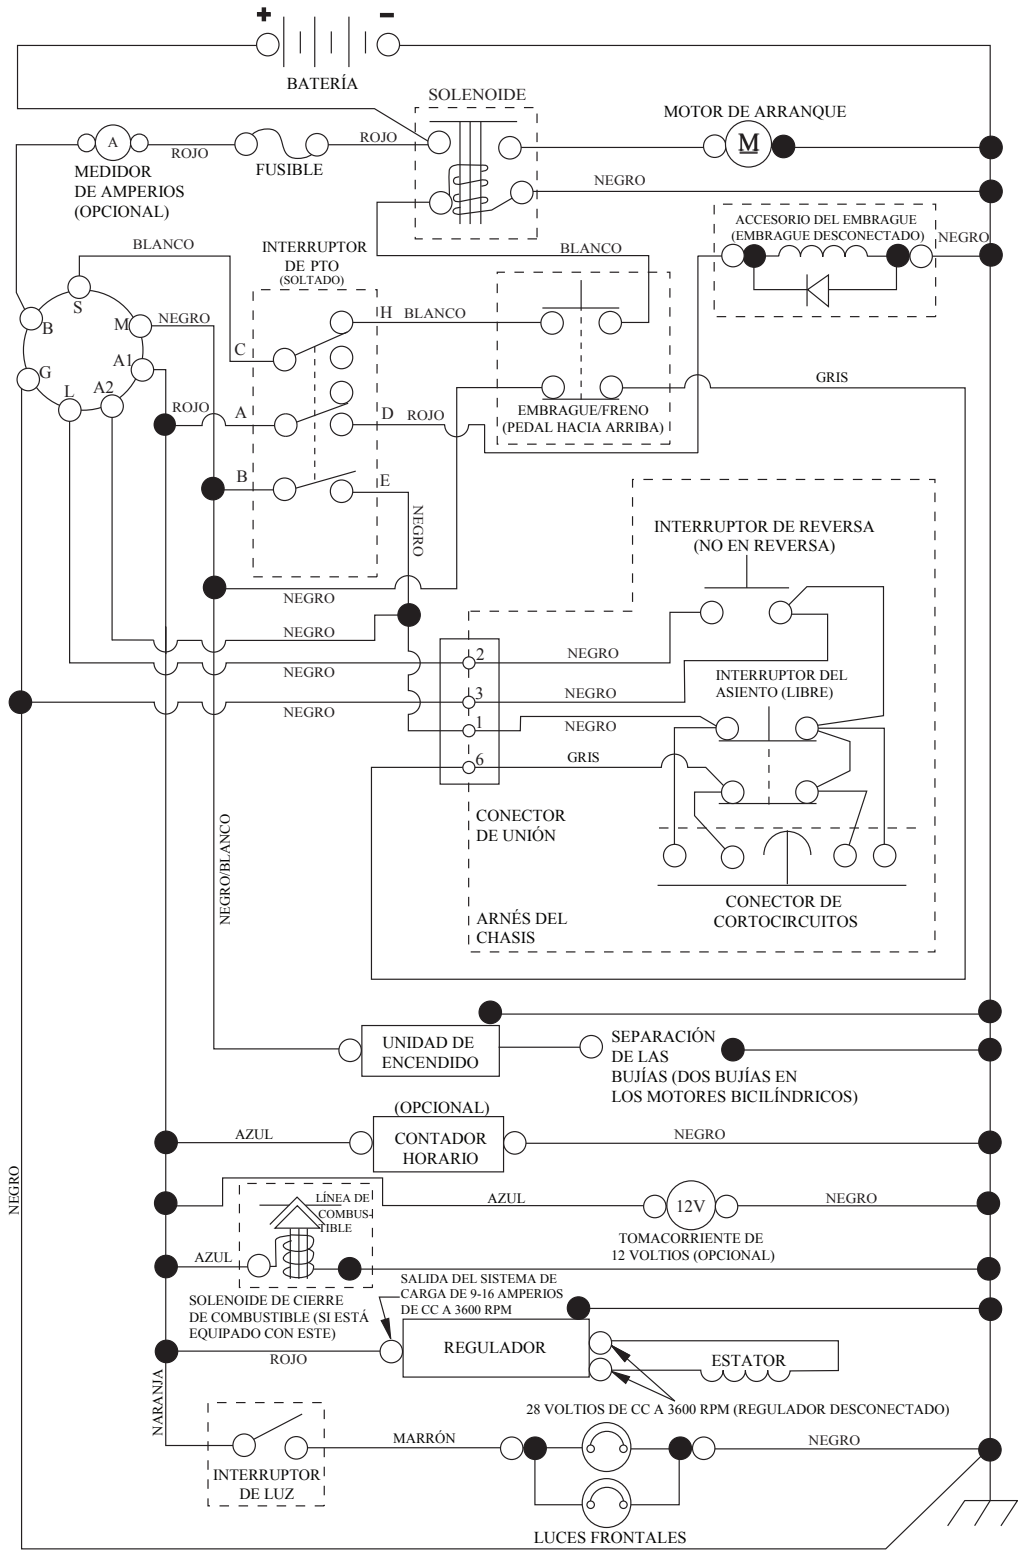 + -
BATERÍA
SOLENOIDE
MOTOR DE ARRANQUE
A
ROJO
ROJO
M
MEDIDOR
DE AMPERIOS
(OPCIONAL)
FUSIBLE
NEGRO
ACCESORIO DEL EMBRAGUE
(EMBRAGUE DESCONECTADO)
NEGRO
BLANCO
INTERRUPTOR
DE PTO
(SOLTADO)
BLANCO
S
B
M
NEGRO
H
BLANCO
C
A1
G
L
A2
GRIS
ROJO
A
D
ROJO
EMBRAGUE/FRENO
(PEDAL HACIA ARRIBA)
B
E
NEGRO
INTERRUPTOR DE REVERSA
(NO EN REVERSA)
NEGRO
NEGRO
2
NEGRO
NEGRO
INTERRUPTOR DEL
ASIENTO (LIBRE)
3
NEGRO
NEGRO
1
NEGRO
6
GRIS
CONECTOR
DE UNIÓN
NEGRO/BLANCO
CONECTOR DE
CORTOCIRCUITOS
ARNÉS DEL
CHASIS
UNIDAD DE
ENCENDIDO
SEPARACIÓN
DE LAS
BUJÍAS (DOS BUJÍAS EN
LOS MOTORES BICILÍNDRICOS)
(OPCIONAL)
AZUL
CONTADOR
HORARIO
NEGRO
NEGRO
LÍNEA DE
COMBUS-
TIBLE
AZUL
12V
NEGRO
TOMACORRIENTE DE
12 VOLTIOS (OPCIONAL)
AZUL
SOLENOIDE DE CIERRE
DE COMBUSTIBLE (SI ESTÁ
EQUIPADO CON ESTE)
SALIDA DEL SISTEMA DE
CARGA DE 9-16 AMPERIOS
DE CC A 3600 RPM
ROJO
REGULADOR
ESTATOR
NARANJA
28 VOLTIOS DE CC A 3600 RPM (REGULADOR DESCONECTADO)
MARRÓN
NEGRO
INTERRUPTOR
DE LUZ
LUCES FRONTALES